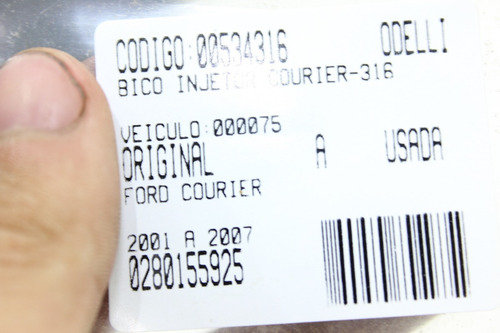 CODIGO:00534316 ODELLI
BICO INJETOR COURIER-316
VEICULO:000075
ORIGINAL A USADA
FORD COURIER
2001 A 2007
0280155925